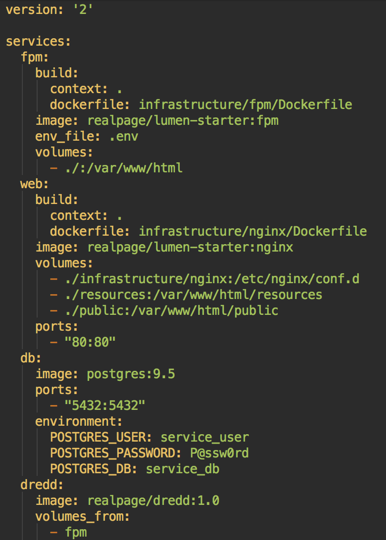 version: '2'
services:
fpm:
build:
context: .
dockerfile: infrastructure/fpm/Dockerfile
image: realpage/lumen-starter:fpm
env_file: .env
volumes:
- ./:/var/www/html
web:
build:
context: .
dockerfile: infrastructure/nginx/Dockerfile
image: realpage/lumen-starter:nginx
volumes:
- ./infrastructure/nginx:/etc/nginx/conf.d
- ./resources:/var/www/html/resources
- ./public:/var/www/html/public
ports:
- "80:80"
db:
image: postgres:9.5
ports:
- "5432:5432"
environment:
POSTGRES_USER: service_user
POSTGRES_PASSWORD: P@ssw0rd
POSTGRES_DB: service_db
dredd:
image: realpage/dredd:1.0
volumes_from:
- fpm